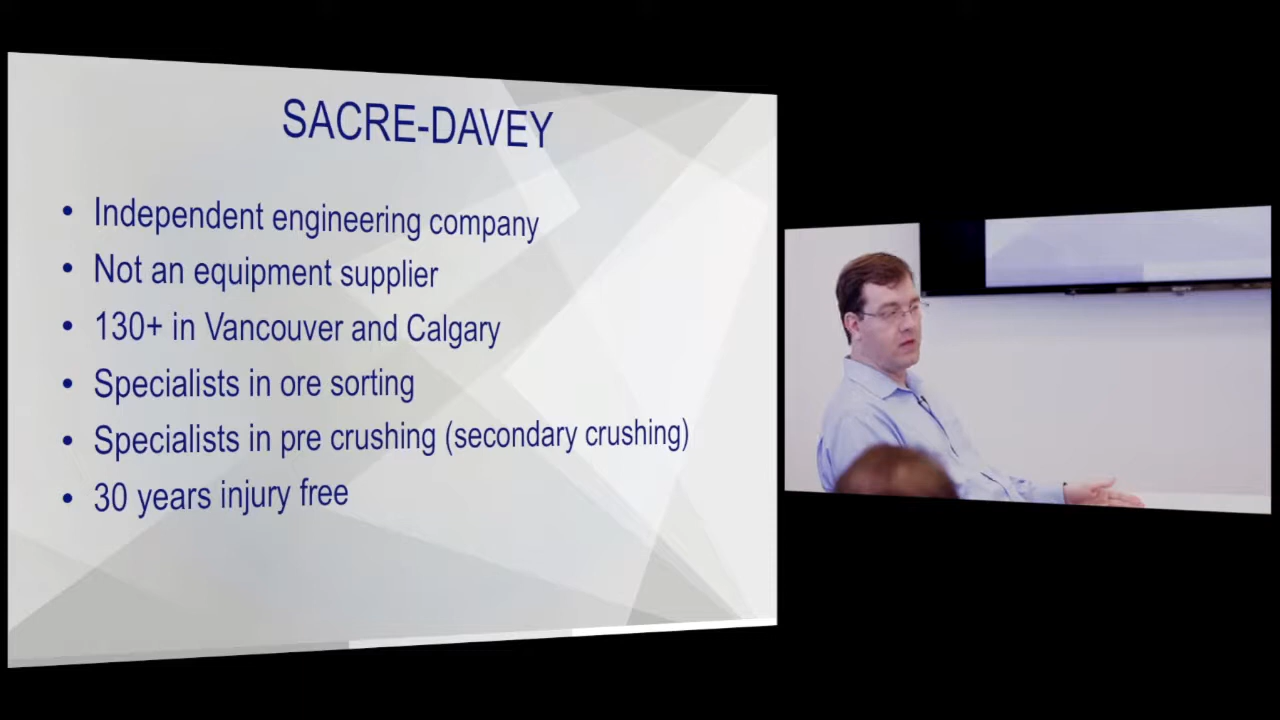 SACRE-DAVEY
• Independent engineering company
• Not an equipment supplier
• 130+ in Vancouver and Calgary
• Specialists in ore sorting
• Specialists in pre crushing (secondary crushing)
• 30 years injury free